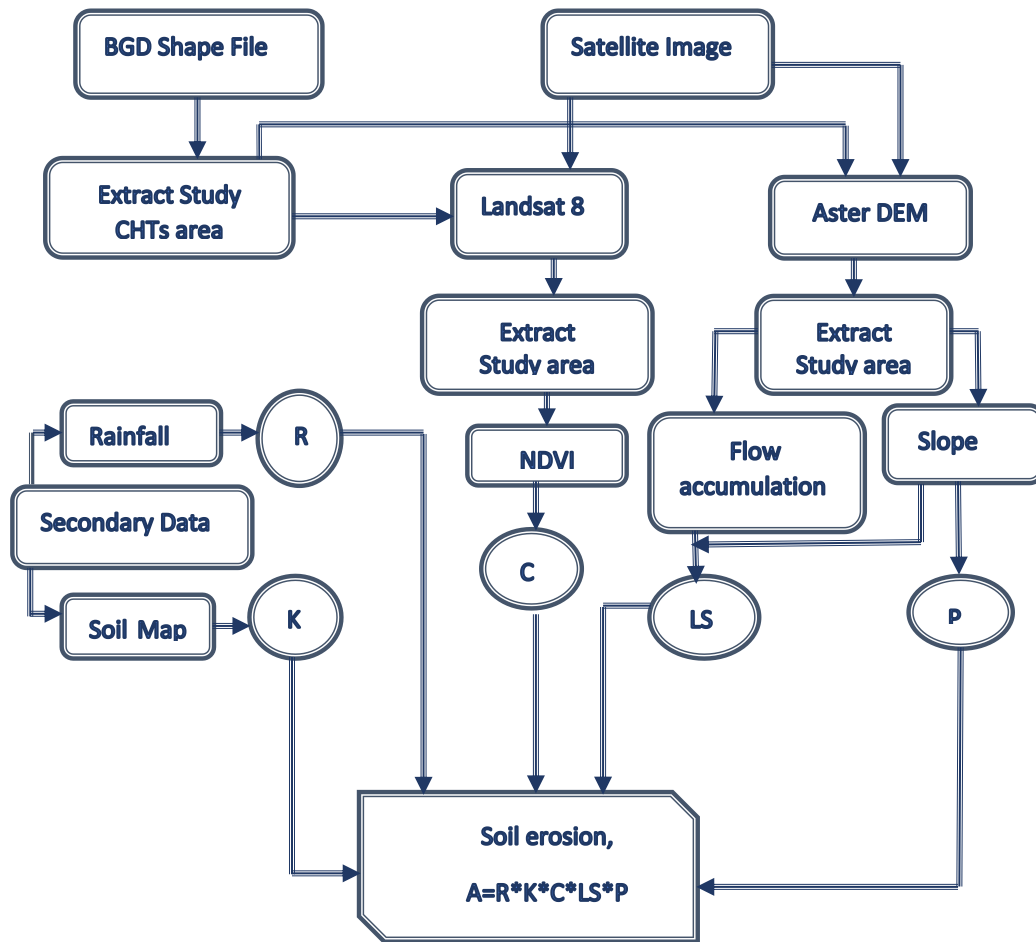 BGD Shape File
Satellite Image
Extract Study
CHTs area
Landsat 8
Aster DEM
Extract
Study area
Extract
Study area
Rainfall
R
NDVI
Flow
accumulation
Slope
Secondary Data
C
Soil Map
K
LS
P
Soil erosion,
A=R*K*C*LS*P